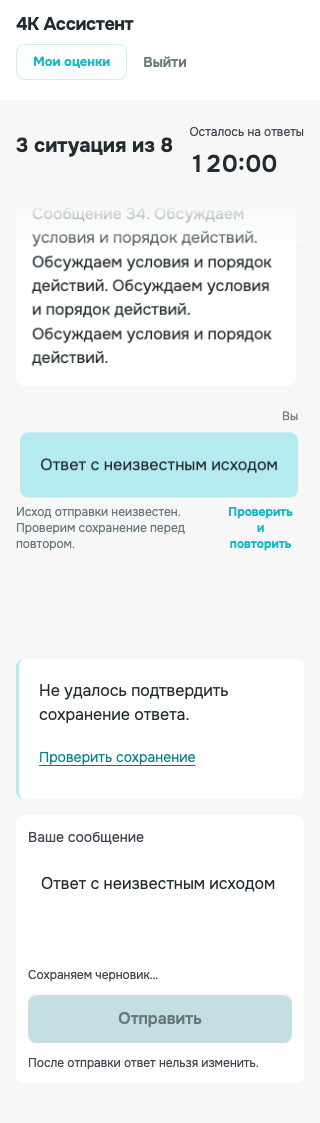 4К Ассистент
Мои оценки
Выйти
3 ситуация из 8
Осталось на ответы
120:00
Сообщение 34. Обсуждаем
условия и порядок действий.
Обсуждаем условия и порядок
действий. Обсуждаем условия
и порядок действий.
Обсуждаем условия и порядок
действий.
Вы
Ответ с неизвестным исходом
Исход отправки неизвестен.
Проверим сохранение перед
повтором.
Проверить
и
повторить
Не удалось подтвердить
сохранение ответа.
Проверить сохранение
Ваше сообщение
Ответ с неизвестным исходом
Сохраняем черновик...
Отправить
После отправки ответ нельзя изменить.